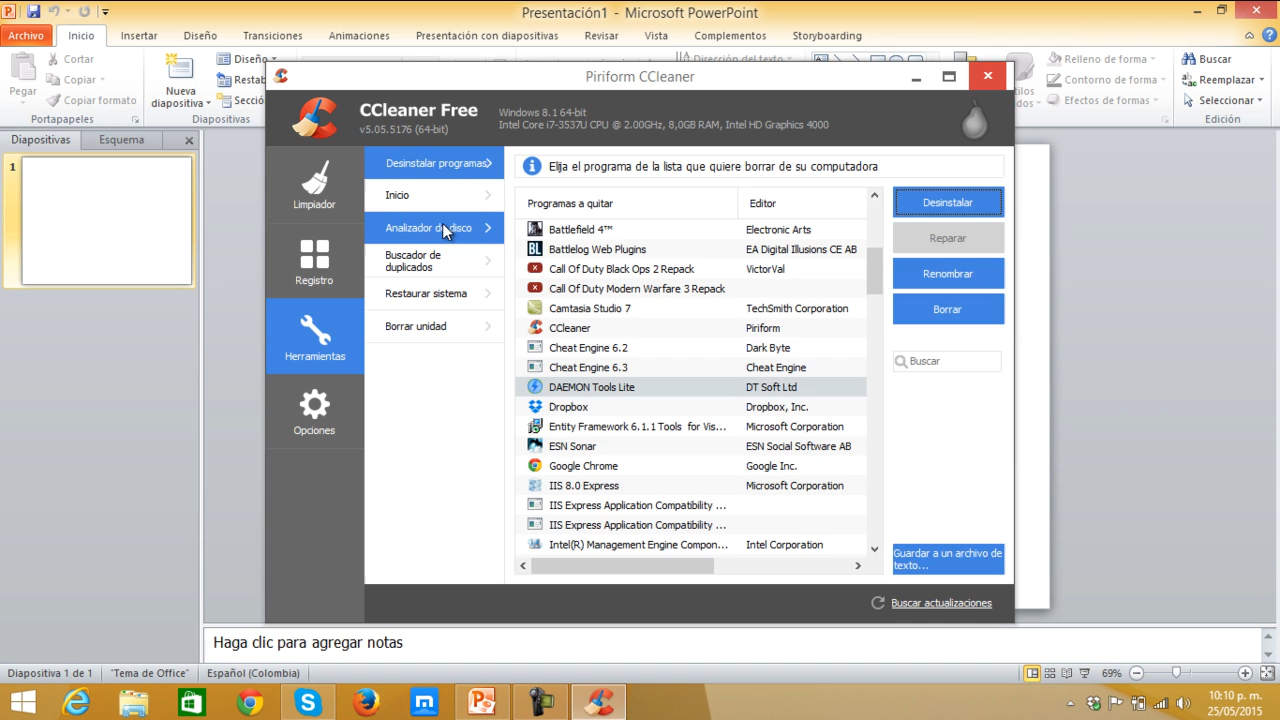 Presentación1 - Microsoft PowerPoint
Archivo Inicio Insertar Diseño Transiciones Animaciones Presentación con diapositivas Revisar Vista Complementos Storyboarding
Pegar
Cortar
Copiar
Copiar formato
Portapapeles
Nueva
diapositiva
Diseño
Restab
Secció
Diapositivas
Relleno de forma
Contorno de forma
Efectos de formas
Buscar
Reemplazar
Seleccionar
Edición
Diapositivas Esquema
1
Piriform CCleaner
CCleaner Free
v5.05.5176 (64-bit)
Windows 8.1 64-bit
Intel Core i7-3537U CPU @ 2.00GHz, 8,0GB RAM, Intel HD Graphics 4000
Limpiador
Registro
Herramientas
Opciones
Desinstalar programas
Inicio
Analizador de disco
Buscador de
duplicados
Restaurar sistema
Borrar unidad
Elija el programa de la lista que quiere borrar de su computadora
Programas a quitar Editor
Battlefield 4™ Electronic Arts
Battlelog Web Plugins EA Digital Illusions CE AB
Call Of Duty Black Ops 2 Repack VictorVal
Call Of Duty Modern Warfare 3 Repack
Camtasia Studio 7 TechSmith Corporation
CCleaner Piriform
Cheat Engine 6.2 Dark Byte
Cheat Engine 6.3 Cheat Engine
DAEMON Tools Lite DT Soft Ltd
Dropbox Dropbox, Inc.
Entity Framework 6.1.1 Tools for Vis... Microsoft Corporation
ESN Sonar ESN Social Software AB
Google Chrome Google Inc.
IIS 8.0 Express Microsoft Corporation
IIS Express Application Compatibility ...
IIS Express Application Compatibility ...
Intel(R) Management Engine Compon... Intel Corporation
Desinstalar
Reparar
Renombrar
Borrar
Buscar
Guardar a un archivo de
texto...
Buscar actualizaciones
Haga clic para agregar notas
Diapositiva 1 de 1 "Tema de Office" Español (Colombia) 69%
10:10 p. m.
25/05/2015